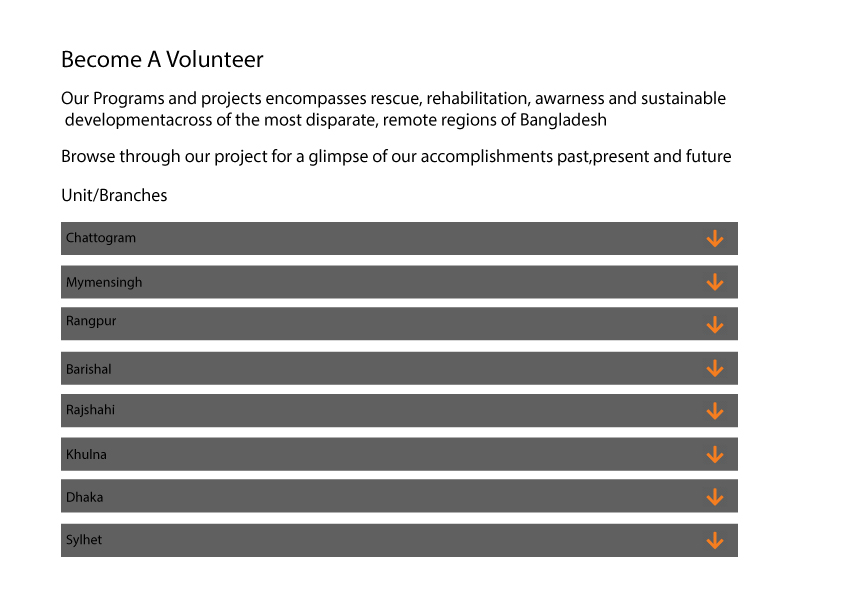 Become A Volunteer
Our Programs and projects encompasses rescue, rehabilitation, awarness and sustainable
developmentacross of the most disparate, remote regions of Bangladesh
Browse through our project for a glimpse of our accomplishments past,present and future
Unit/Branches
Chattogram
Mymensingh
Rangpur
Barishal
Rajshahi
Khulna
Dhaka
Sylhet